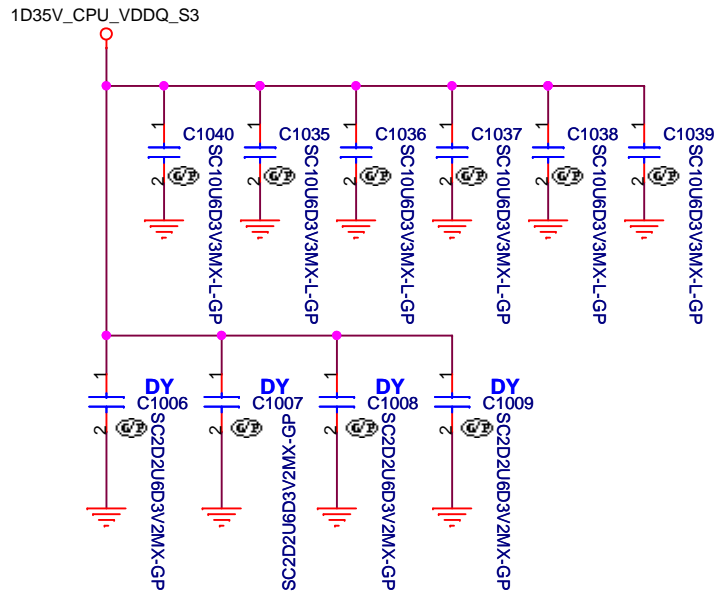 1D35V_CPU_VDDQ_S3
1
2
C1040
G/P
SC10U6D3V3MX-L-GP
1
2
C1035
G/P
SC10U6D3V3MX-L-GP
1
2
C1036
G/P
SC10U6D3V3MX-L-GP
1
2
C1037
G/P
SC10U6D3V3MX-L-GP
1
2
C1038
G/P
SC10U6D3V3MX-L-GP
1
2
C1039
G/P
SC10U6D3V3MX-L-GP
1
2
DY
C1006
G/P
SC2D2U6D3V2MX-GP
1
2
DY
C1007
G/P
SC2D2U6D3V2MX-GP
1
2
DY
C1008
G/P
SC2D2U6D3V2MX-GP
1
2
DY
C1009
G/P
SC2D2U6D3V2MX-GP